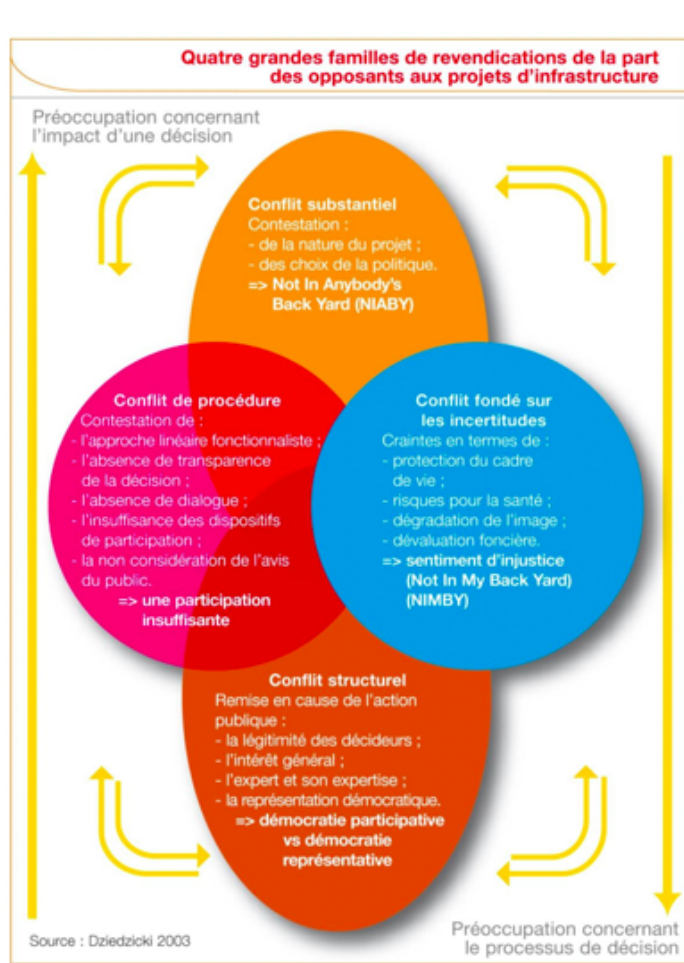 Quatre grandes familles de revendications de la part
des opposants aux projets d'infrastructure
Préoccupation concernant
l'impact d'une décision
Conflit substantiel
Contestation :
- de la nature du projet ;
- des choix de la politique.
=> Not In Anybody's
Back Yard (NIABY)
Conflit de procédure
Contestation de :
- l'approche linéaire fonctionnaliste ;
- l'absence de transparence
de la décision ;
- l'absence de dialogue ;
- l'insuffisance des dispositifs
de participation ;
- la non considération de l'avis
du public.
=> une participation
insuffisante
Conflit fondé sur
les incertitudes
Craintes en termes de :
- protection du cadre
de vie ;
- risques pour la santé ;
- dégradation de l'image ;
- dévaluation foncière.
=> sentiment d'injustice
(Not In My Back Yard)
(NIMBY)
Conflit structurel
Remise en cause de l'action
publique :
- la légitimité des décideurs ;
- l'intérêt général ;
- l'expert et son expertise ;
- la représentation démocratique.
=> démocratie participative
vs démocratie
représentative
Préoccupation concernant
le processus de décision
Source : Dziedzicki 2003